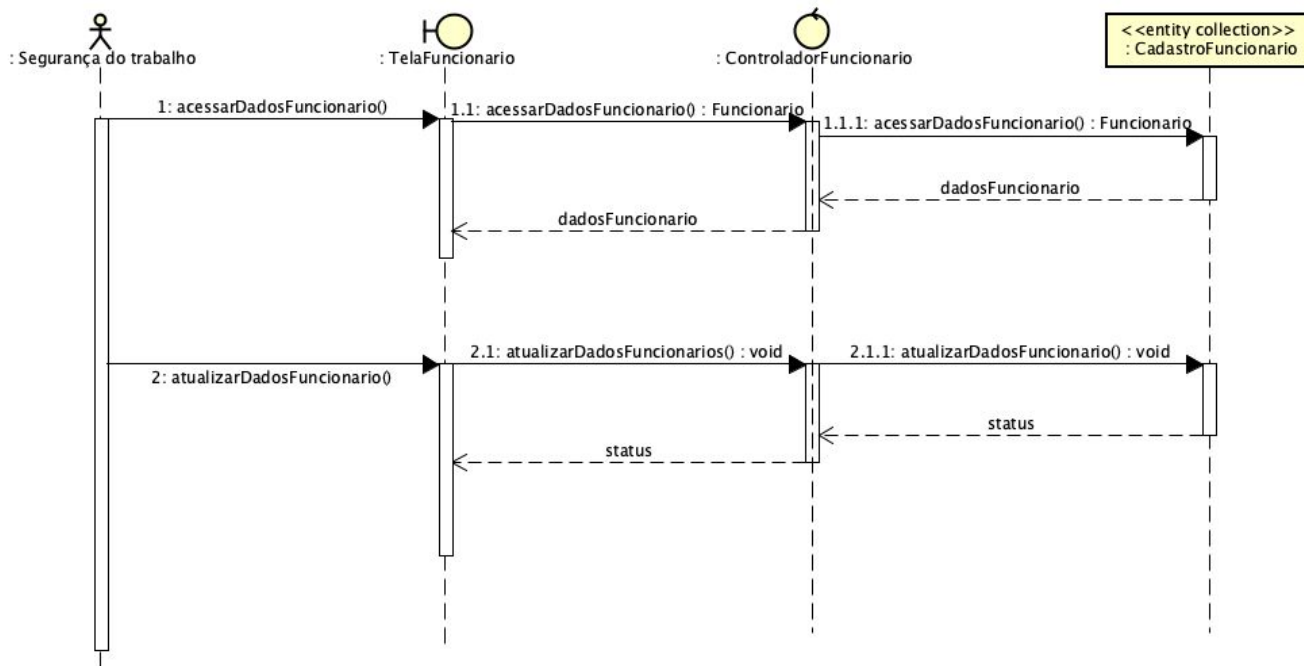 <<entity collection>>
: CadastroFuncionario
: Segurança do trabalho
: TelaFuncionario
: ControladorFuncionario
1: acessarDadosFuncionario()
1.1: acessarDadosFuncionario() : Funcionario
1.1.1: acessarDadosFuncionario() : Funcionario
dadosFuncionario
dadosFuncionario
2.1: atualizarDadosFuncionarios() : void
2.1.1: atualizarDadosFuncionario() : void
2: atualizarDadosFuncionario()
status
status